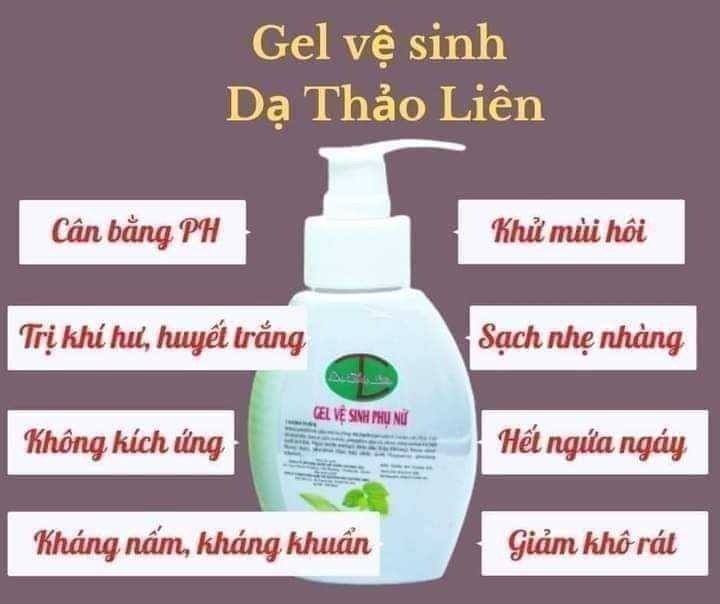 Gel vệ sinh
Dạ Thảo Liên
Cân bằng PH
Khử mùi hôi
Trị khí hư, huyết trắng
Sạch nhẹ nhàng
GEL VỆ SINH PHỤ NỮ
Không kích ứng
Hết ngứa ngáy
Kháng nấm, kháng khuẩn
Giảm khô rát